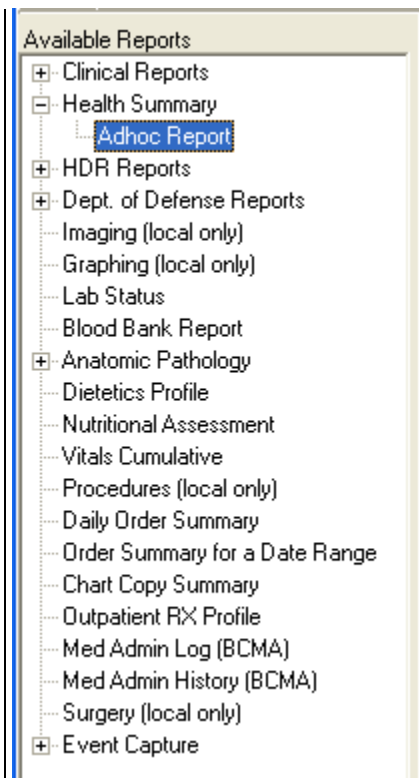 Available Reports
Clinical Reports
Health Summary
Adhoc Report
HDR Reports
Dept. of Defense Reports
Imaging (local only)
Graphing (local only)
Lab Status
Blood Bank Report
Anatomic Pathology
Dietetics Profile
Nutritional Assessment
Vitals Cumulative
Procedures (local only)
Daily Order Summary
Order Summary for a Date Range
Chart Copy Summary
Outpatient RX Profile
Med Admin Log (BCMA)
Med Admin History (BCMA)
Surgery (local only)
Event Capture